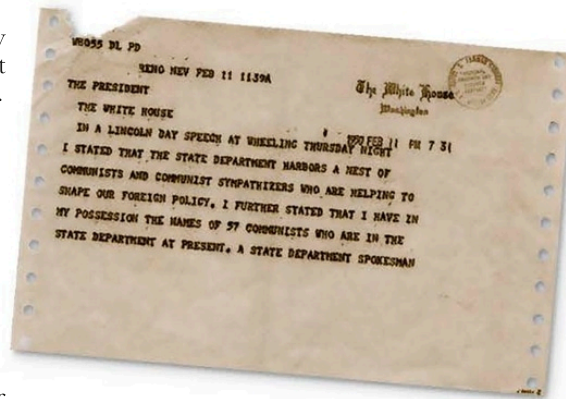 WH055 DL PD
RENO NEV FEB 11 1139A
The White House
Washington
THE PRESIDENT
THE WHITE HOUSE
1950 FEB 11 PM 7 31
IN A LINCOLN DAY SPEECH AT WHEELING THURSDAY NIGHT
I STATED THAT THE STATE DEPARTMENT HARBORS A NEST OF
COMMUNISTS AND COMMUNIST SYMPATHIZERS WHO ARE HELPING TO
SHAPE OUR FOREIGN POLICY. I FURTHER STATED THAT I HAVE IN
MY POSSESSION THE NAMES OF 57 COMMUNISTS WHO ARE IN THE
STATE DEPARTMENT AT PRESENT. A STATE DEPARTMENT SPOKESMAN